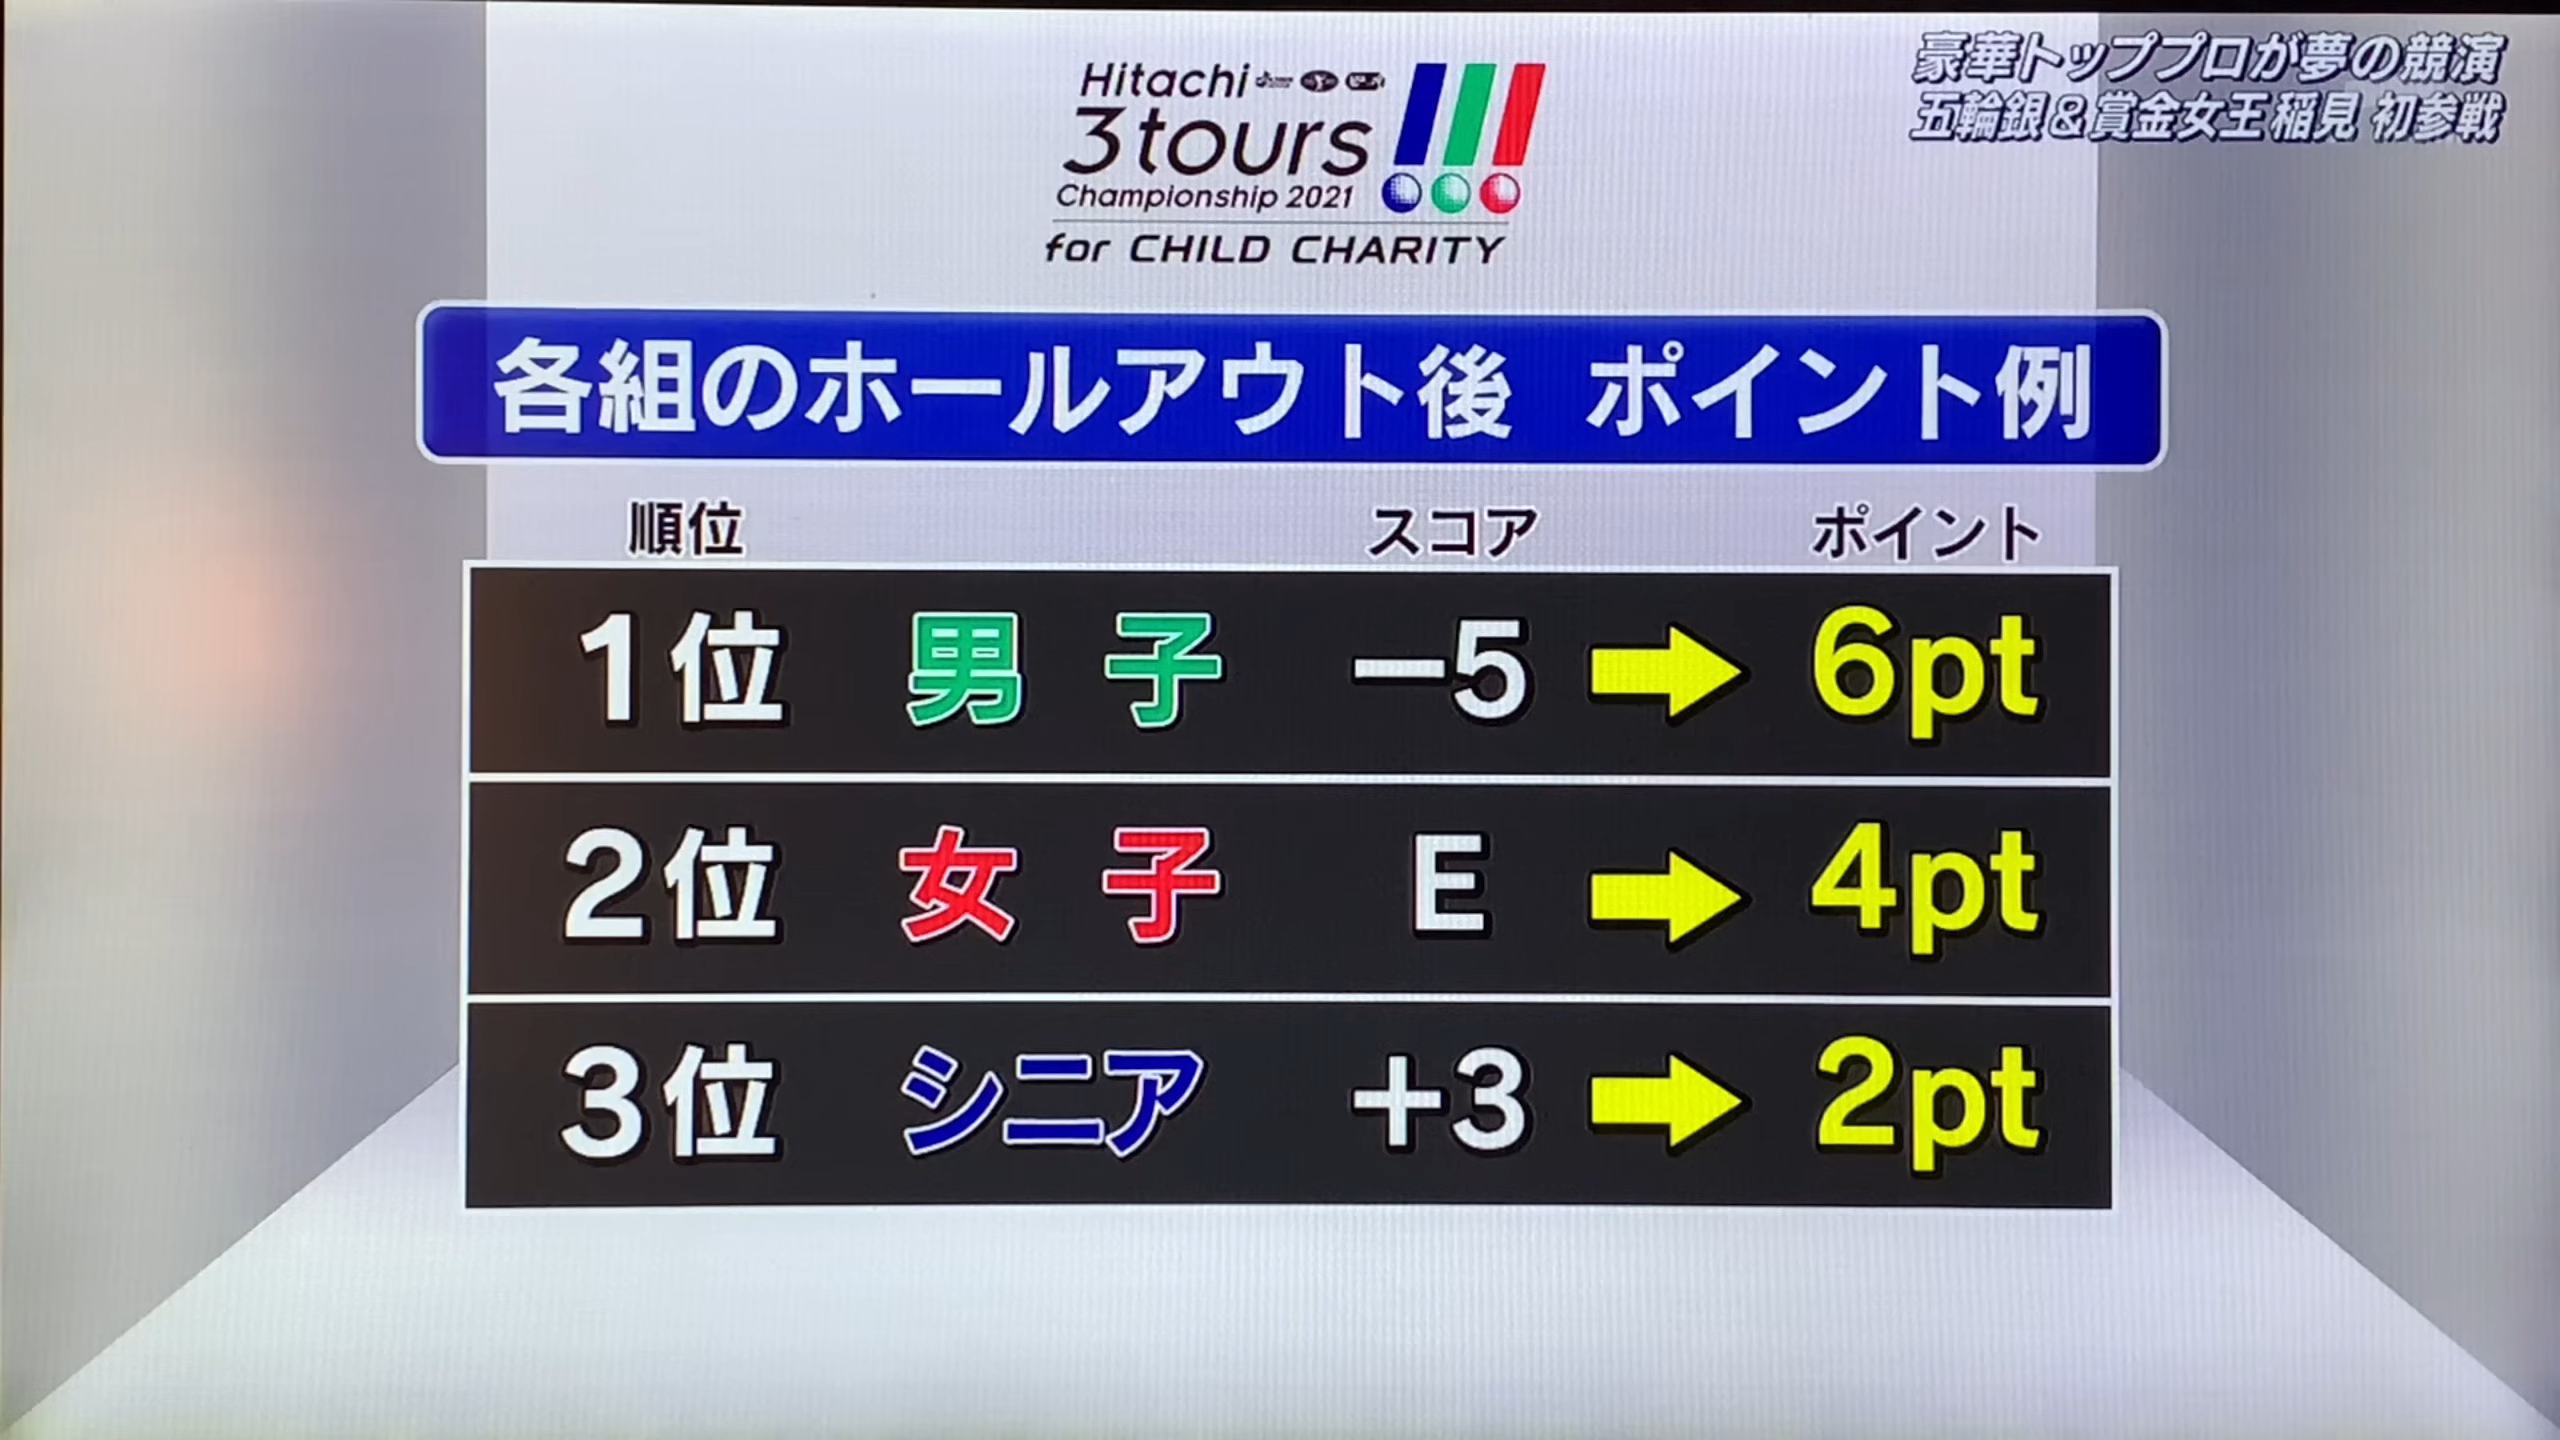 豪華トッププロが夢の競演
五輪銀&賞金女王 稲見 初参戦
Hitachi
3tours
Championship 2021
for CHILD CHARITY
各組のホールアウト後 ポイント例
順位 スコア ポイント
1位 男子 −5 6pt
2位 女子 E 4pt
3位 シニア +3 2pt